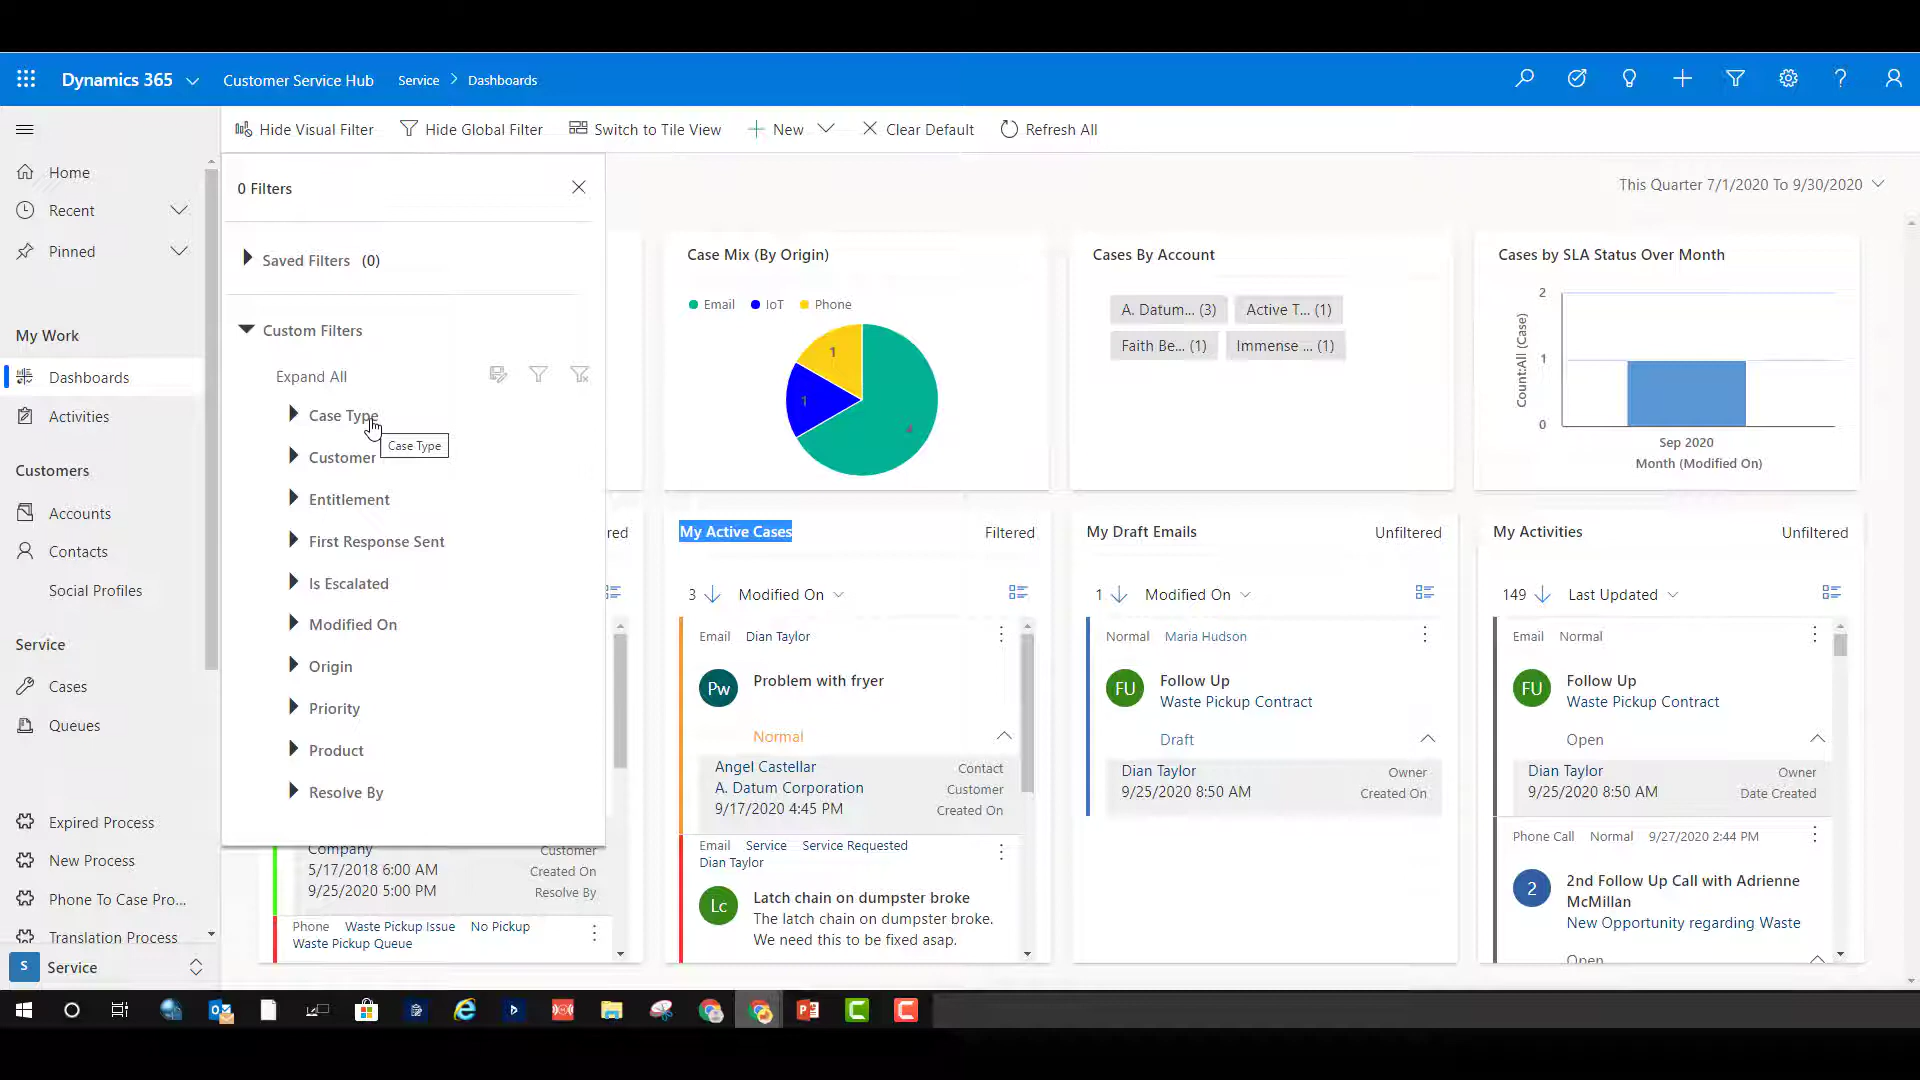 Dynamics 365
Customer Service Hub
Service > Dashboards
Hide Visual Filter
Hide Global Filter
Switch to Tile View
New
Clear Default
Refresh All
Home
Recent
Pinned
My Work
Dashboards
Activities
Customers
Accounts
Contacts
Social Profiles
Service
Cases
Queues
Expired Process
New Process
Phone To Case Pro...
Translation Process
S Service
0 Filters
Saved Filters (0)
Custom Filters
Expand All
Case Type
Case Type
Customer
Entitlement
First Response Sent
Is Escalated
Modified On
Origin
Priority
Product
Resolve By
This Quarter 7/1/2020 To 9/30/2020
Case Mix (By Origin)
Email IoT Phone
1
1
4
Cases By Account
A. Datum... (3) Active T... (1)
Faith Be... (1) Immense ... (1)
Cases by SLA Status Over Month
2
1
0
Count:All (Case)
Sep 2020
Month (Modified On)
red
Company Customer
5/17/2018 6:00 AM Created On
9/25/2020 5:00 PM Resolve By
Phone Waste Pickup Issue No Pickup
Waste Pickup Queue
My Active Cases Filtered
3 Modified On
Email Dian Taylor
Pw Problem with fryer
Normal
Angel Castellar Contact
A. Datum Corporation Customer
9/17/2020 4:45 PM Created On
Email Service Service Requested
Dian Taylor
Lc Latch chain on dumpster broke
The latch chain on dumpster broke.
We need this to be fixed asap.
My Draft Emails Unfiltered
1 Modified On
Normal Maria Hudson
FU Follow Up
Waste Pickup Contract
Draft
Dian Taylor Owner
9/25/2020 8:50 AM Created On
My Activities Unfiltered
149 Last Updated
Email Normal
FU Follow Up
Waste Pickup Contract
Open
Dian Taylor Owner
9/25/2020 8:50 AM Date Created
Phone Call Normal 9/27/2020 2:44 PM
2 2nd Follow Up Call with Adrienne
McMillan
New Opportunity regarding Waste
Open